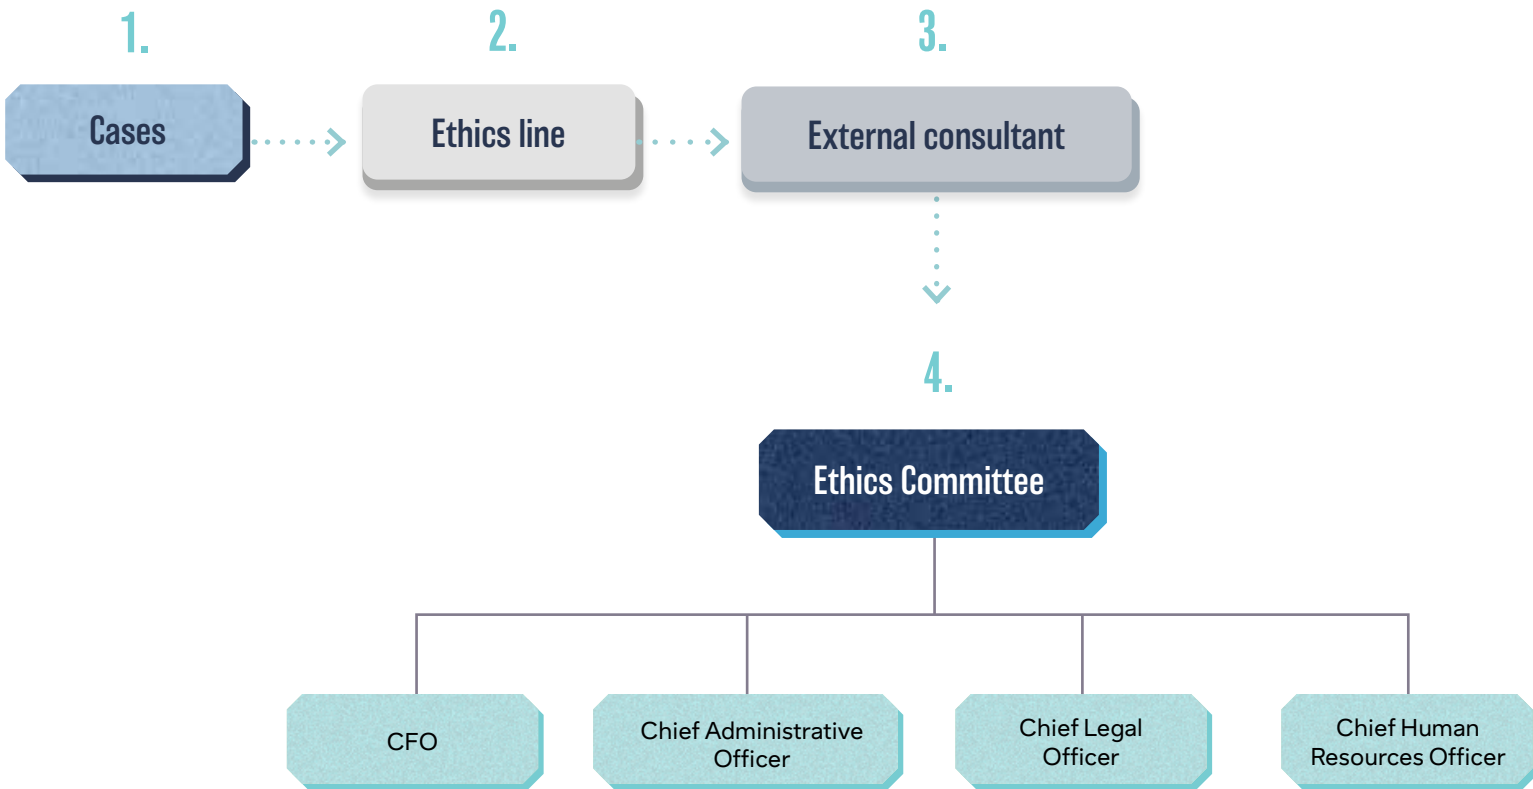 1.
2.
3.
Cases
Ethics line
External consultant
4.
Ethics Committee
CFO
Chief Administrative
Officer
Chief Legal
Officer
Chief Human
Resources Officer